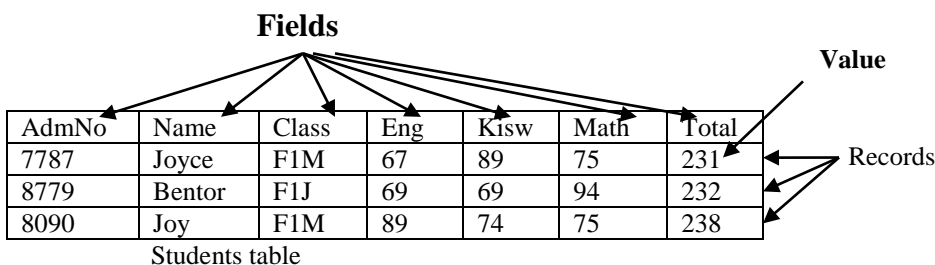 Fields
Value
AdmNo Name Class Eng Kisw Math Total
7787 Joyce F1M 67 89 75 231
Records
8779 Bentor F1J 69 69 94 232
8090 Joy F1M 89 74 75 238
Students table